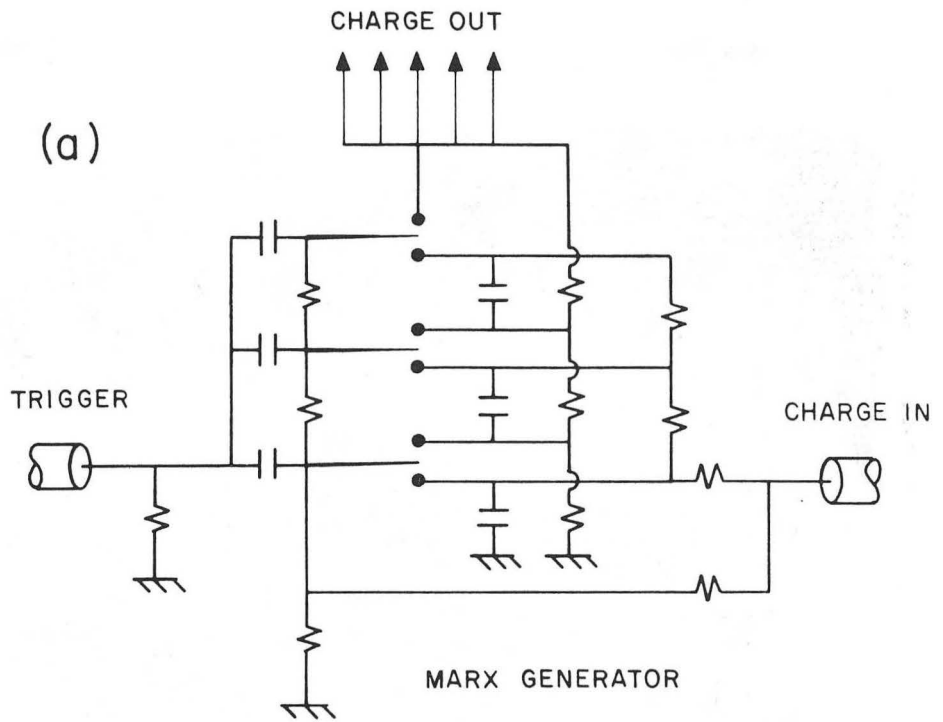 CHARGE OUT
(a)
TRIGGER
CHARGE IN
MARX GENERATOR